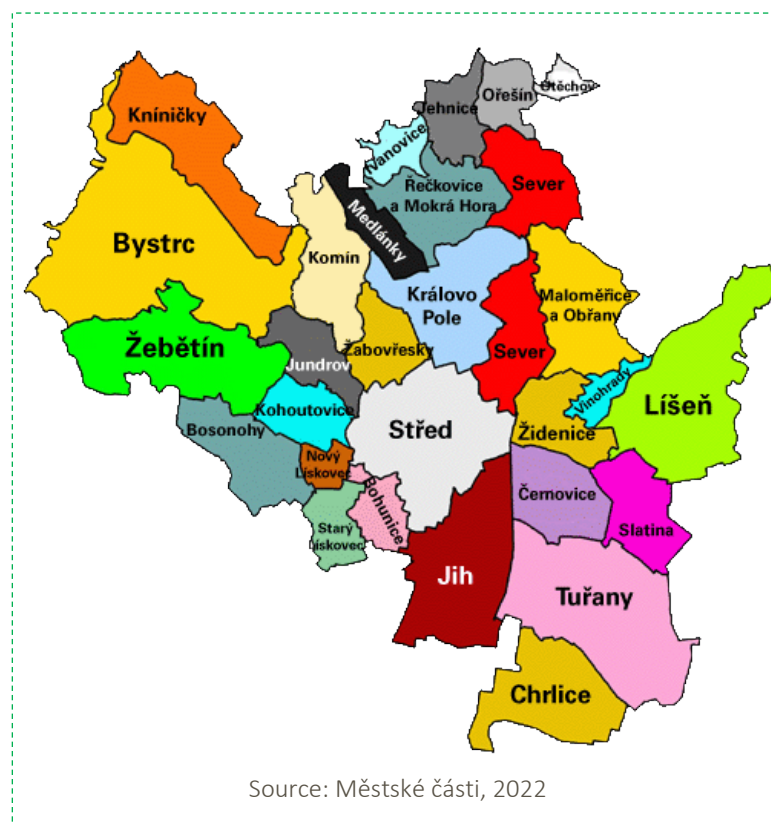 Kníničky
Jehnice
Ořešín
Útěchov
Ivanovice
Řečkovice
a Mokrá Hora
Sever
Medlánky
Bystrc
Komín
Královo
Pole
Maloměřice
a Obřany
Žebětín
Jundrov
Žabovřesky
Sever
Vinohrady
Líšeň
Kohoutovice
Bosonohy
Střed
Židenice
Nový
Lískovec
Bohunice
Černovice
Starý
Lískovec
Slatina
Jih
Tuřany
Chrlice
Source: Městské části, 2022